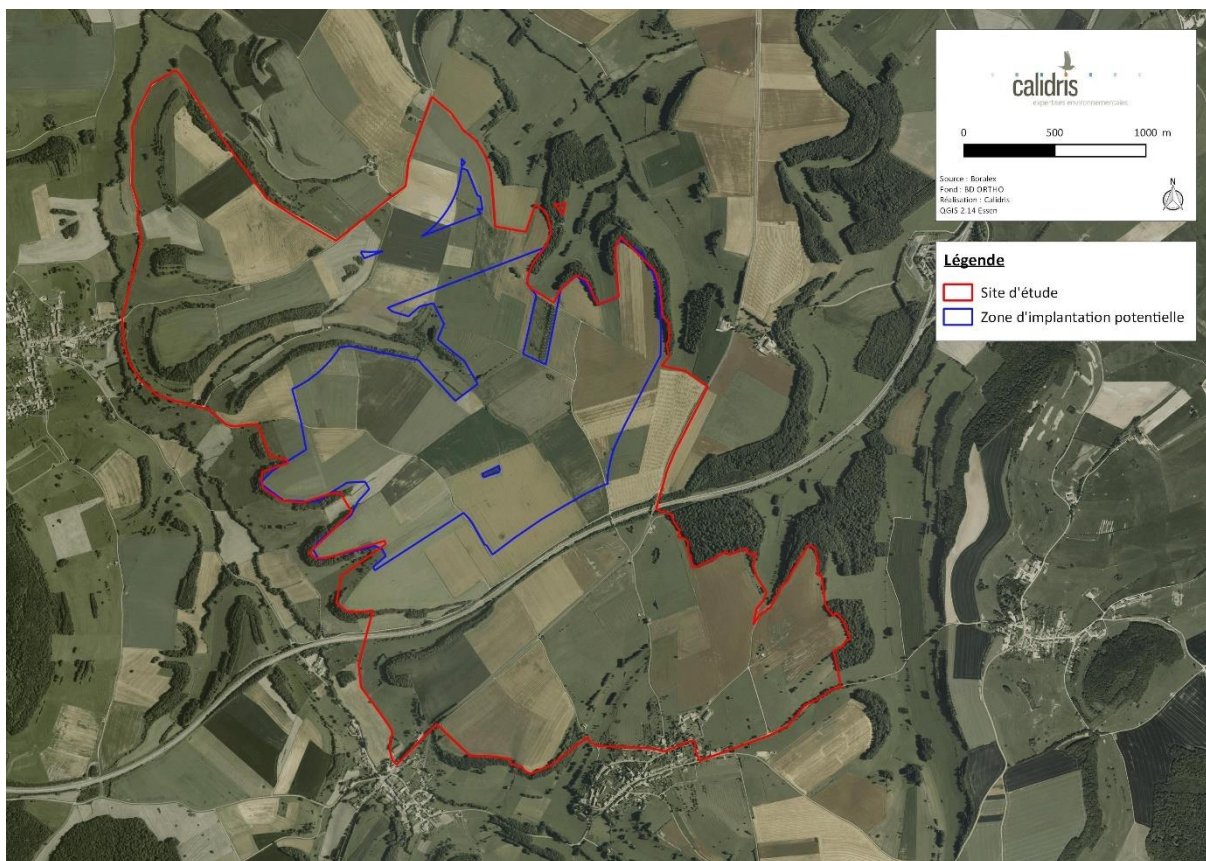 calidris
expertises environnementales
0 500 1000 m
Source : Boralex
Fond : BD ORTHO
Réalisation : Calidris
QGIS 2.14 Essen
N
Légende
Site d'étude
Zone d'implantation potentielle